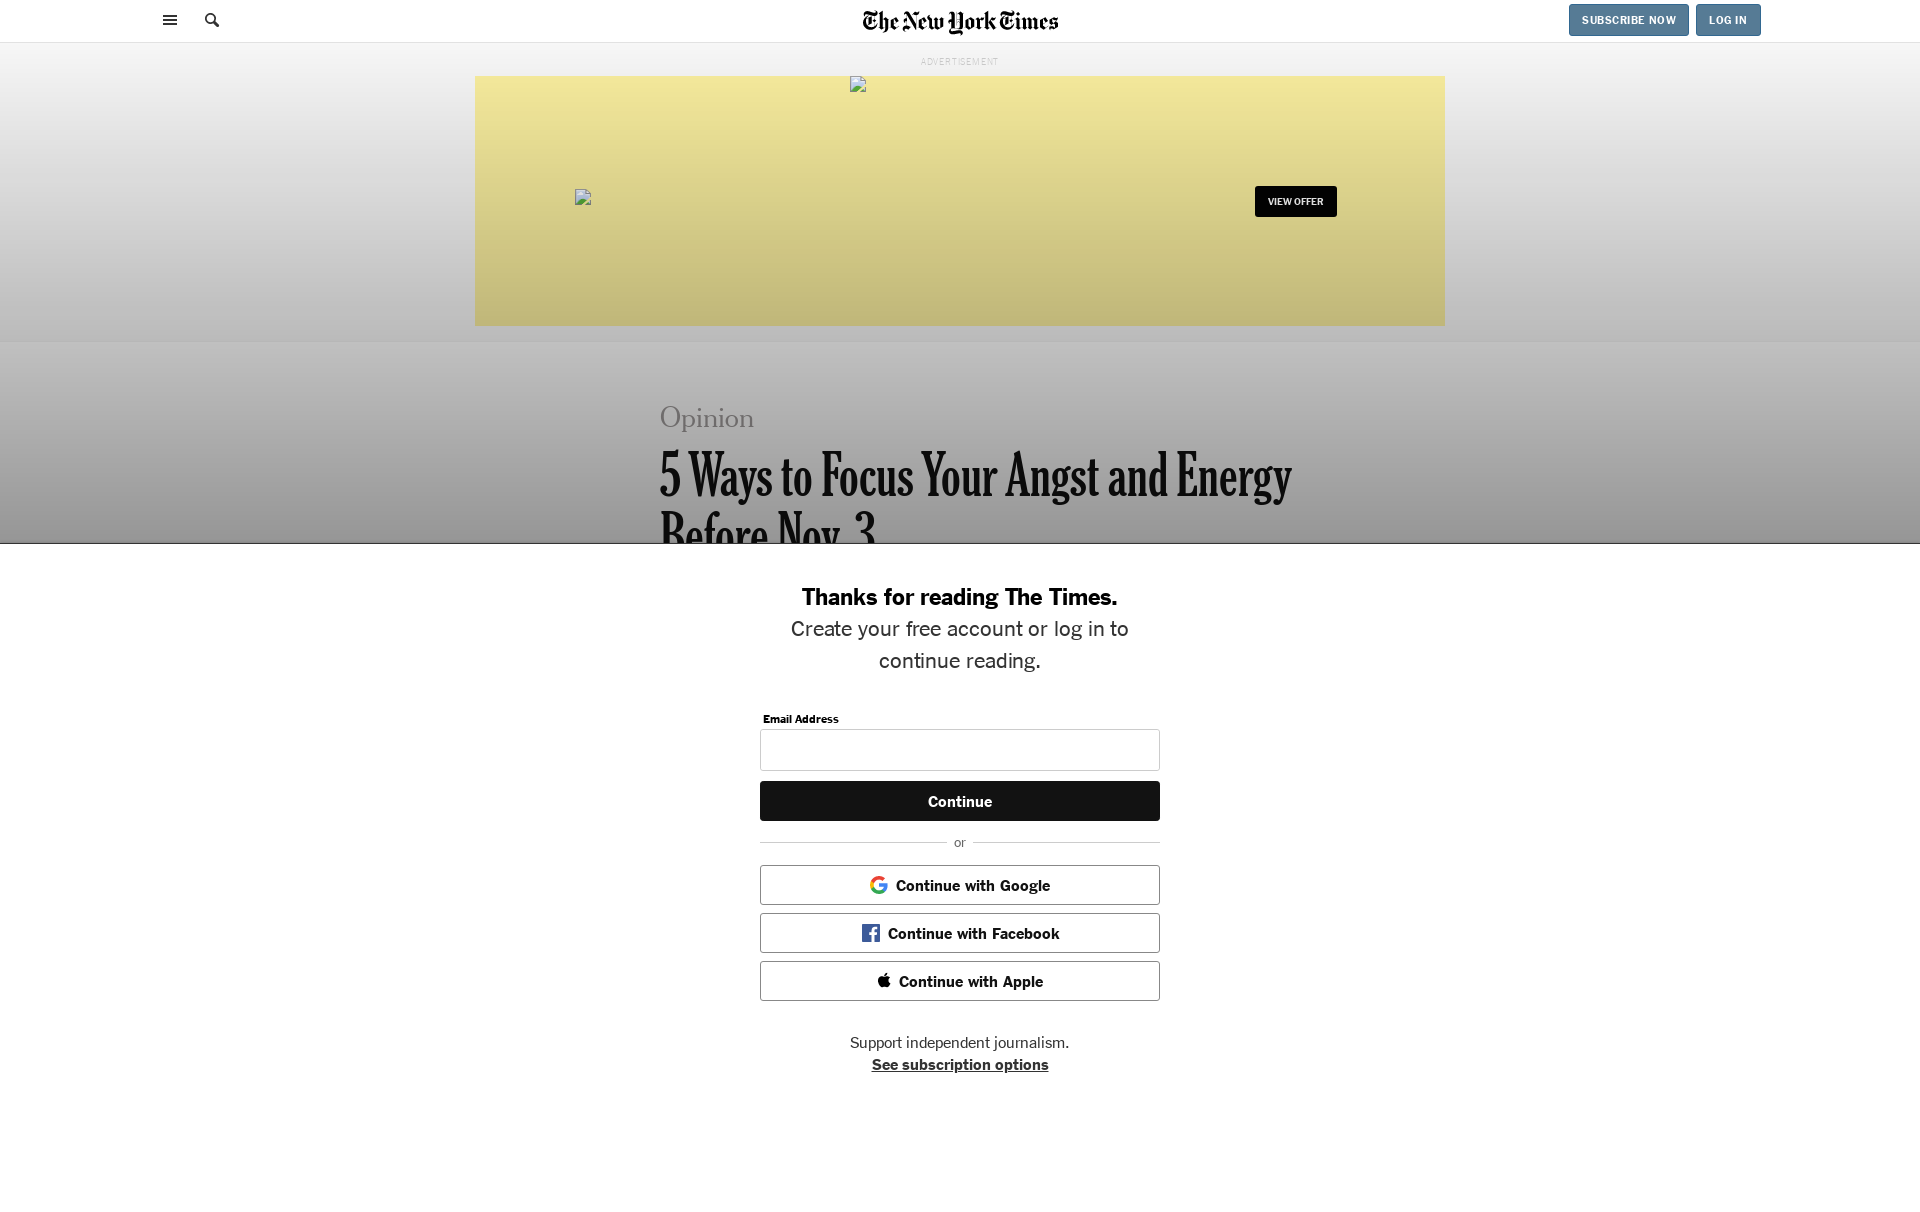 The New York Times
SUBSCRIBE NOW
LOG IN
ADVERTISEMENT
VIEW OFFER
Opinion
5 Ways to Focus Your Angst and Energy
Before Nov. 3
Thanks for reading The Times.
Create your free account or log in to
continue reading.
Email Address
Continue
or
Continue with Google
Continue with Facebook
Continue with Apple
Support independent journalism.
See subscription options